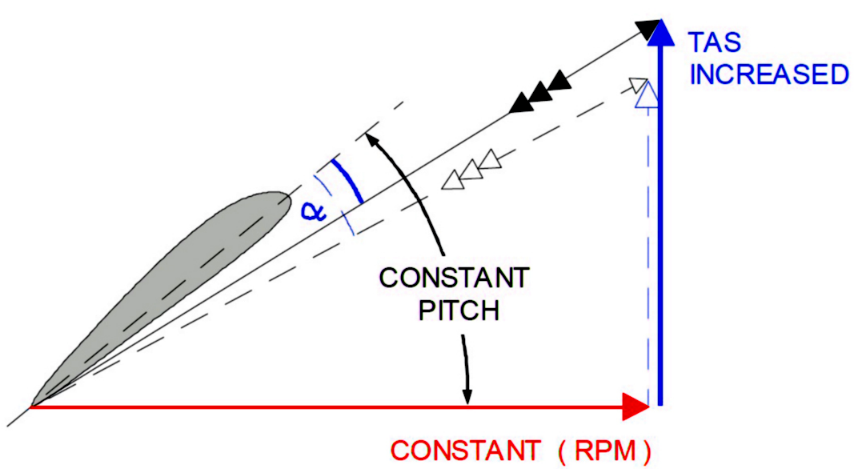 TAS
INCREASED
α
CONSTANT
PITCH
CONSTANT ( RPM )